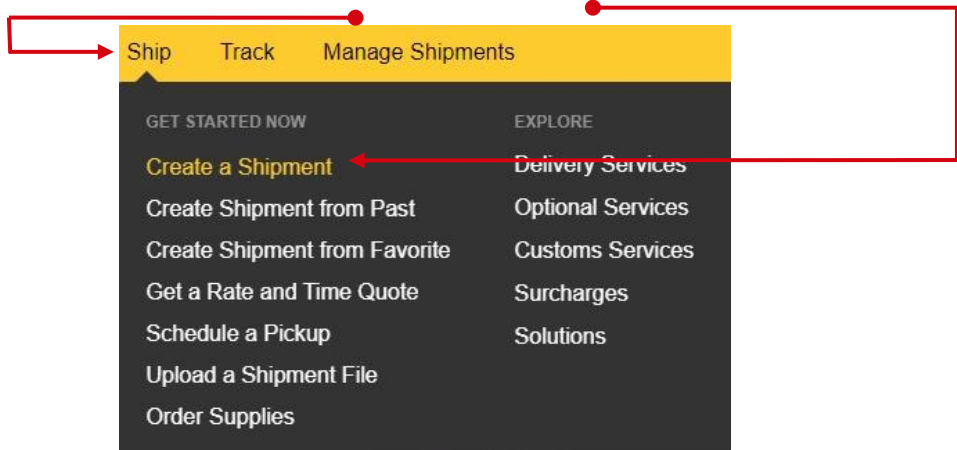 Ship Track Manage Shipments
GET STARTED NOW
Create a Shipment
Create Shipment from Past
Create Shipment from Favorite
Get a Rate and Time Quote
Schedule a Pickup
Upload a Shipment File
Order Supplies
EXPLORE
Delivery Services
Optional Services
Customs Services
Surcharges
Solutions